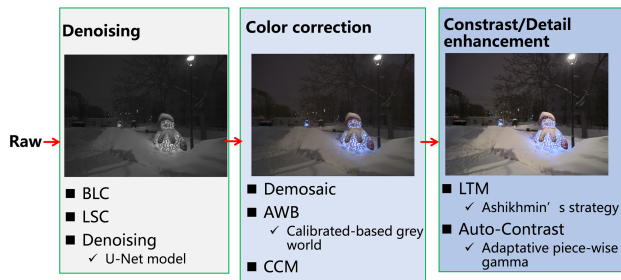 Raw
Denoising
BLC
LSC
Denoising
✓ U-Net model
Color correction
Demosaic
AWB
✓ Calibrated-based grey
world
CCM
Constrast/Detail
enhancement
LTM
✓ Ashikhmin’s strategy
Auto-Contrast
✓ Adaptative piece-wise
gamma